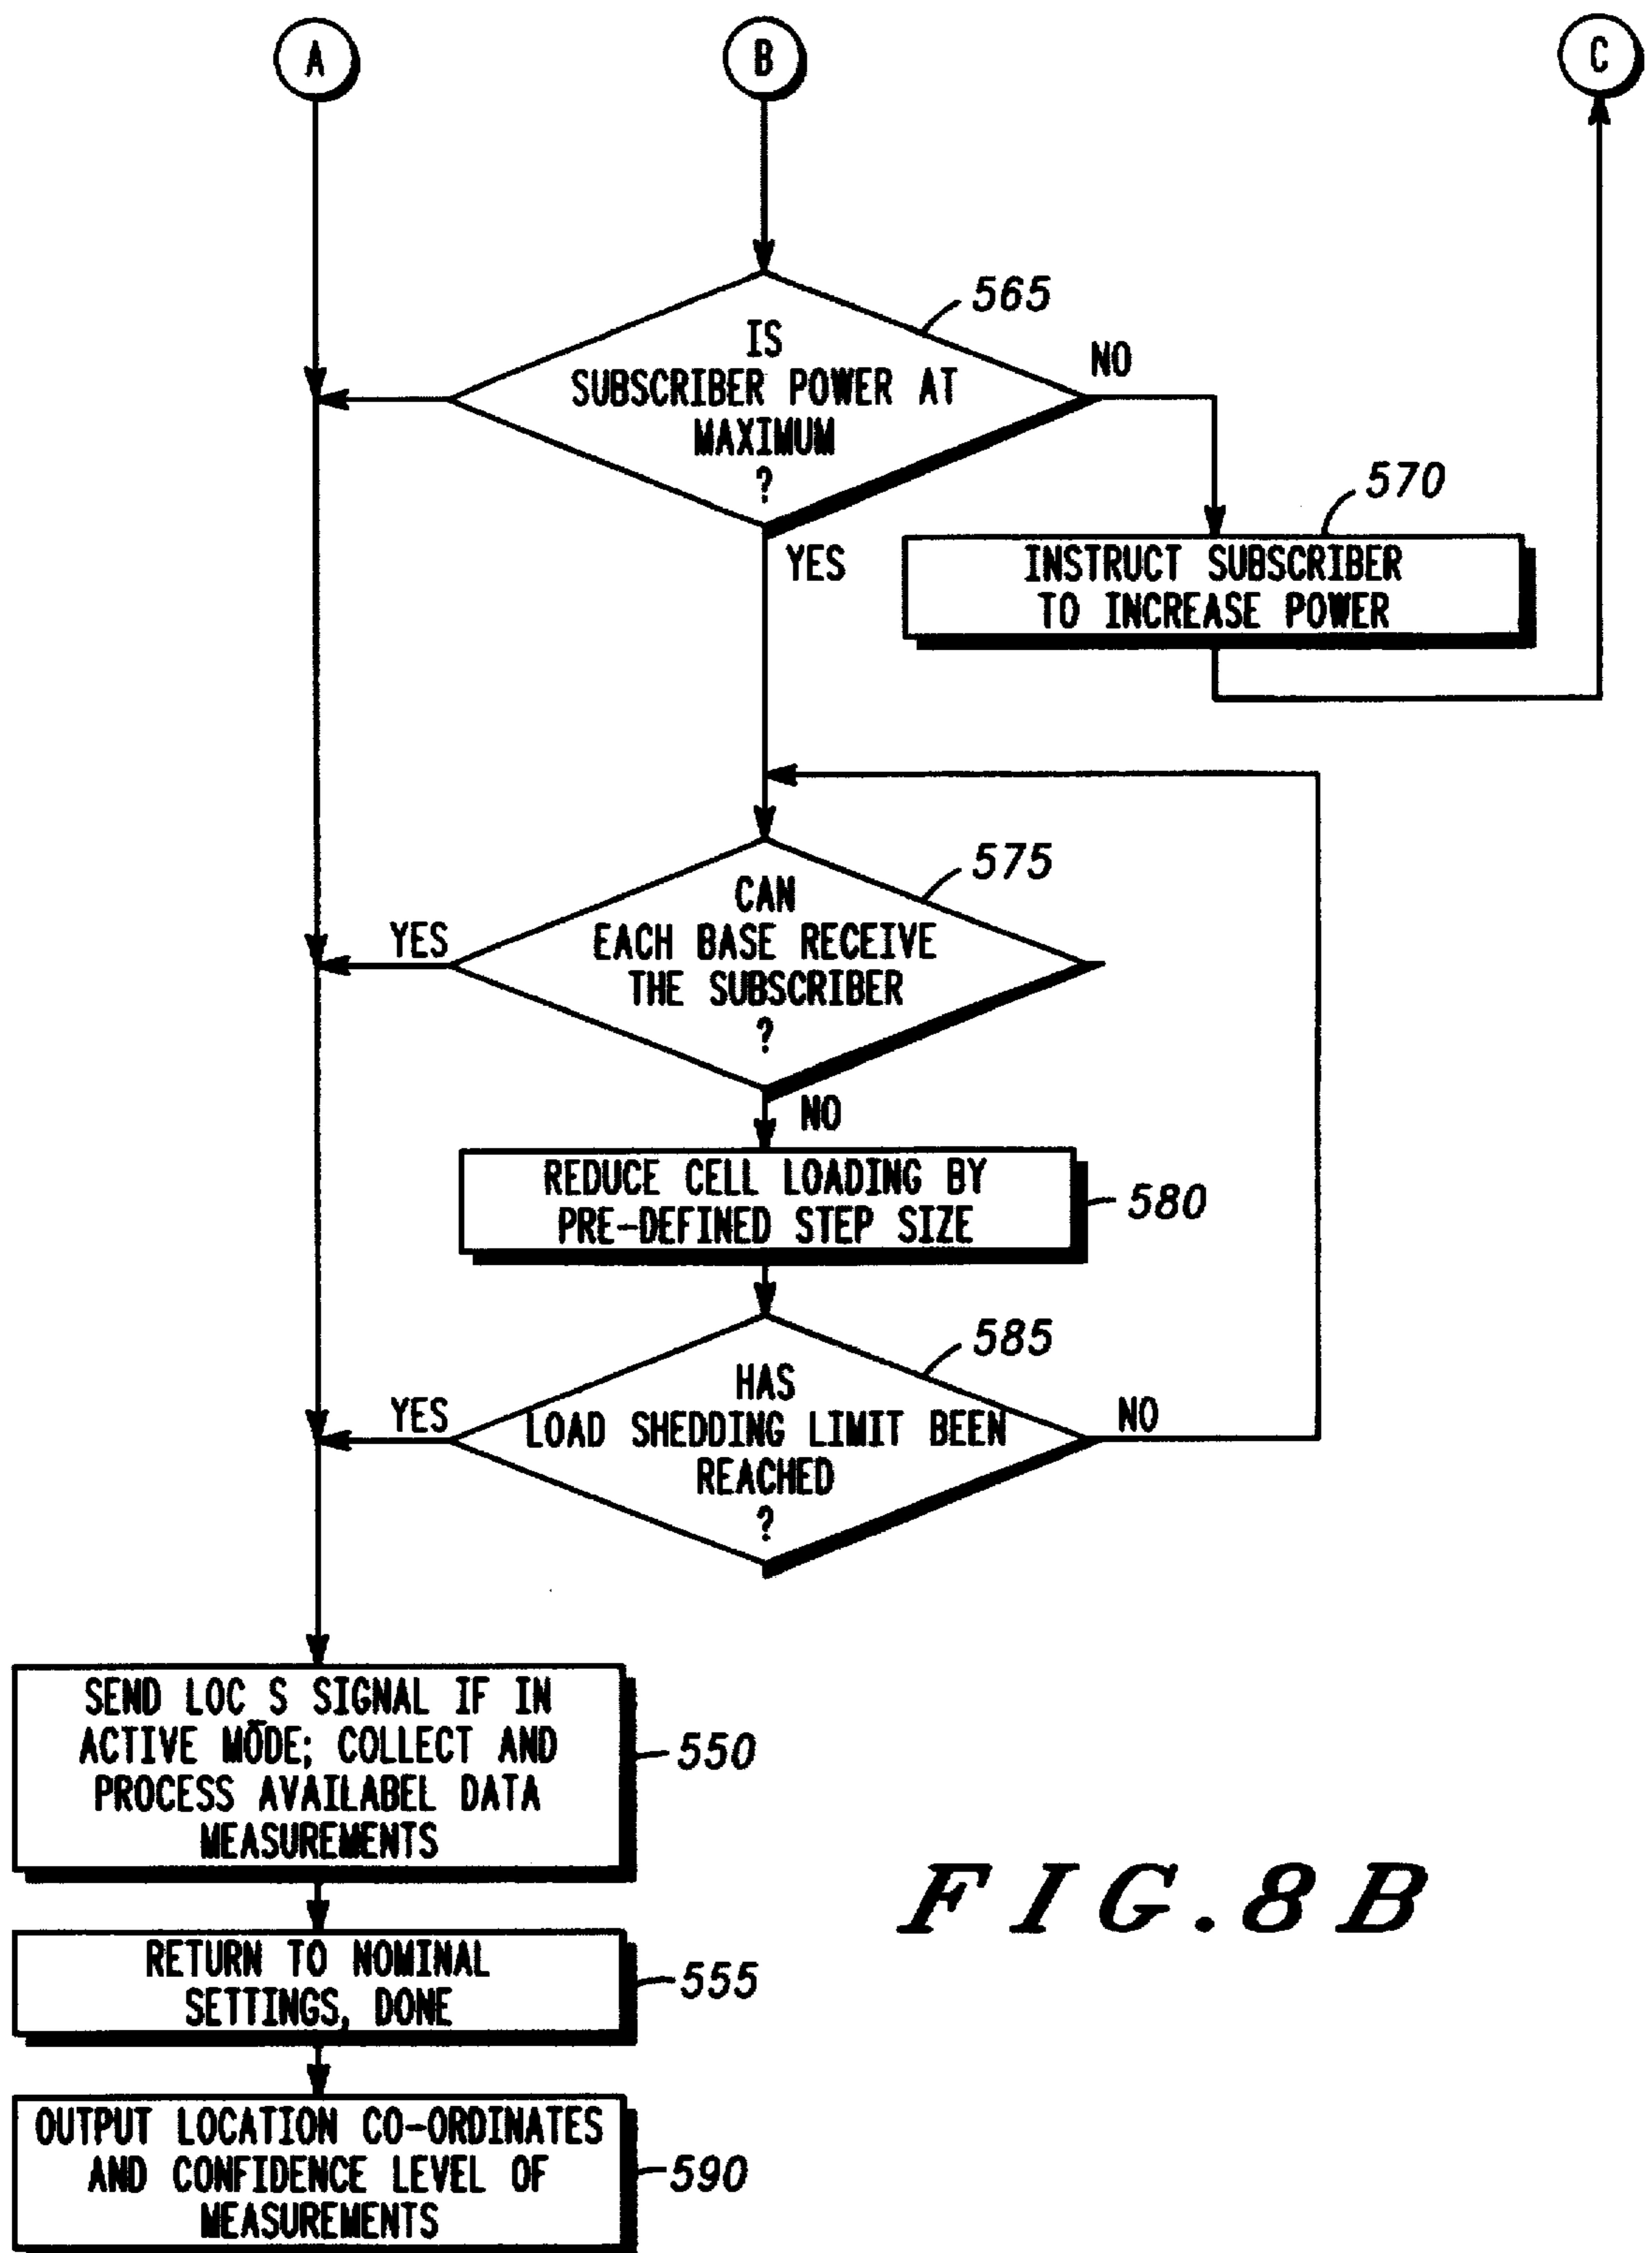 A
B
C
565
IS
SUBSCRIBER POWER AT
MAXIMUM
?
NO
YES
570
INSTRUCT SUBSCRIBER
TO INCREASE POWER
575
CAN
EACH BASE RECEIVE
THE SUBSCRIBER
?
YES
NO
REDUCE CELL LOADING BY
PRE-DEFINED STEP SIZE
580
585
HAS
LOAD SHEDDING LIMIT BEEN
REACHED
?
YES
NO
SEND LOC_S SIGNAL IF IN
ACTIVE MODE; COLLECT AND
PROCESS AVAILABEL DATA
MEASUREMENTS
550
RETURN TO NOMINAL
SETTINGS, DONE
555
OUTPUT LOCATION CO-ORDINATES
AND CONFIDENCE LEVEL OF
MEASUREMENTS
590
FIG.8B